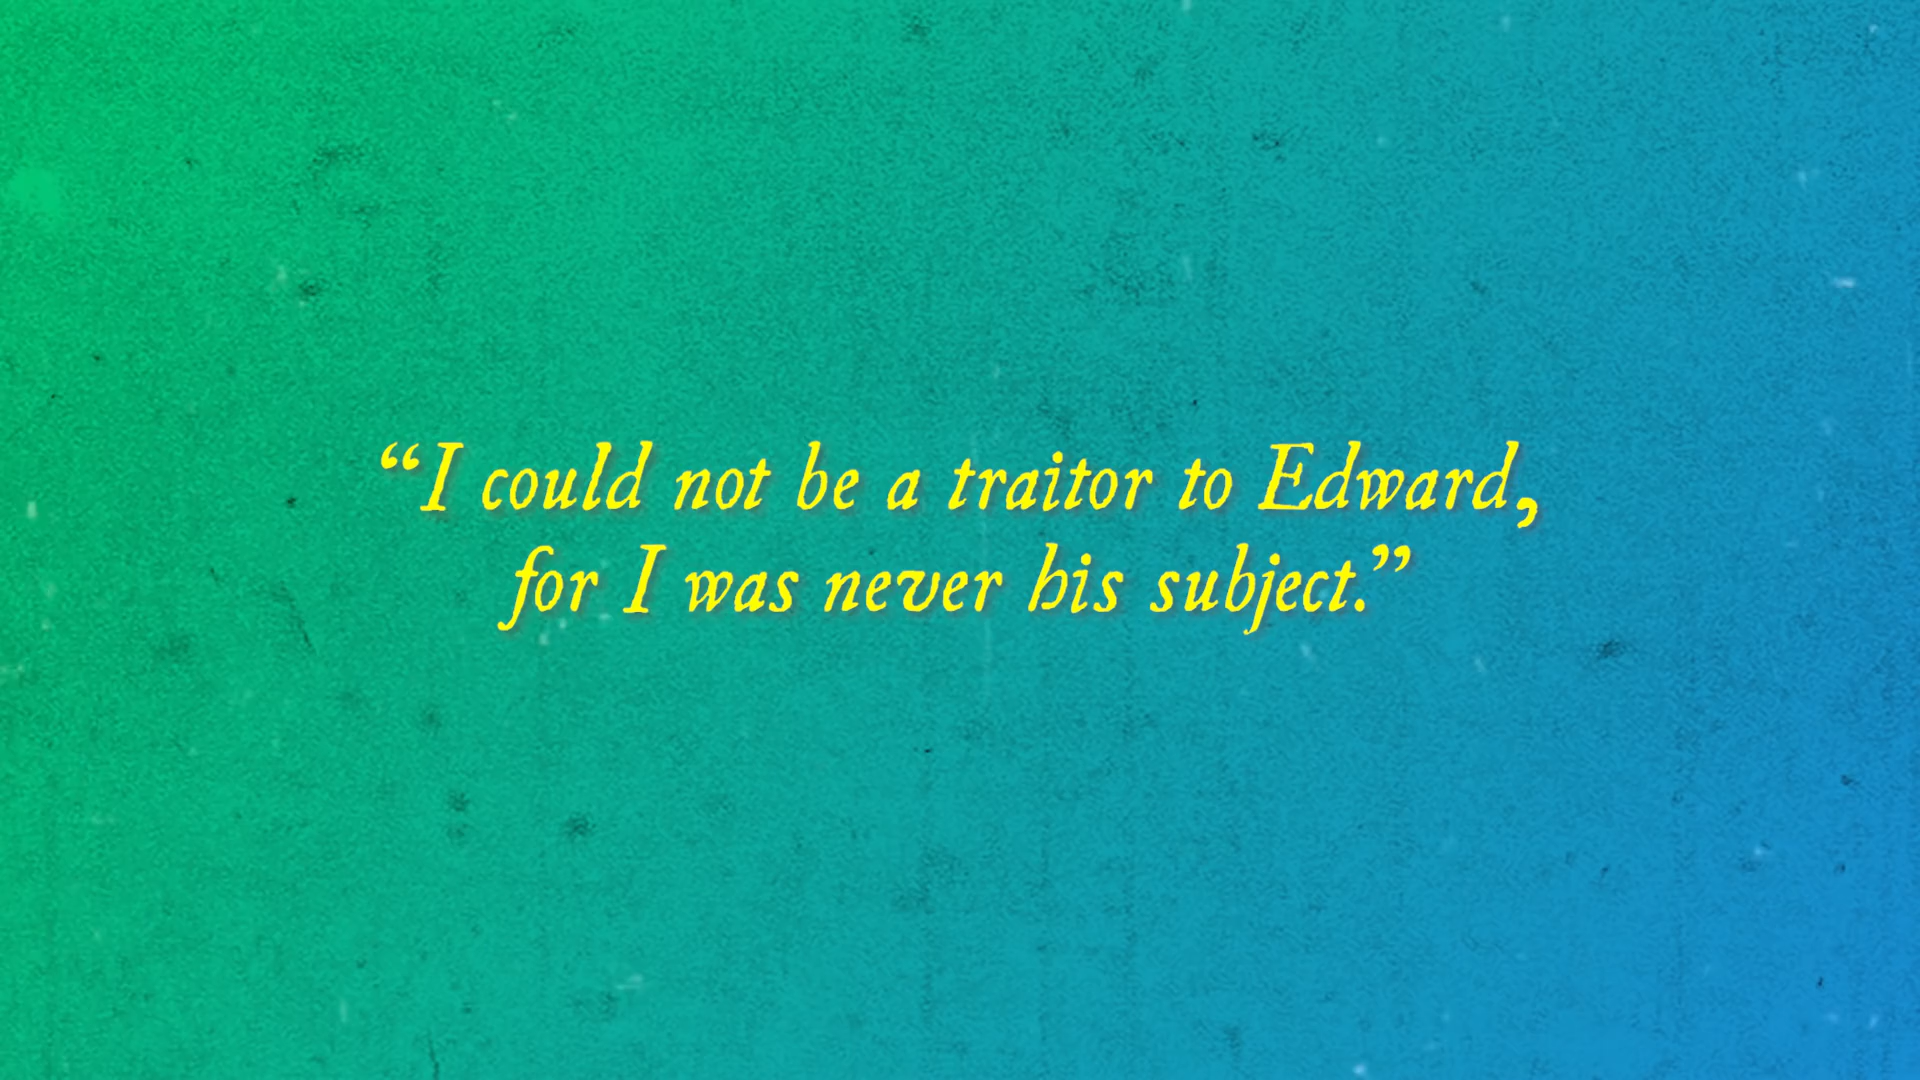 “I could not be a traitor to Edward,
for I was never his subject.”